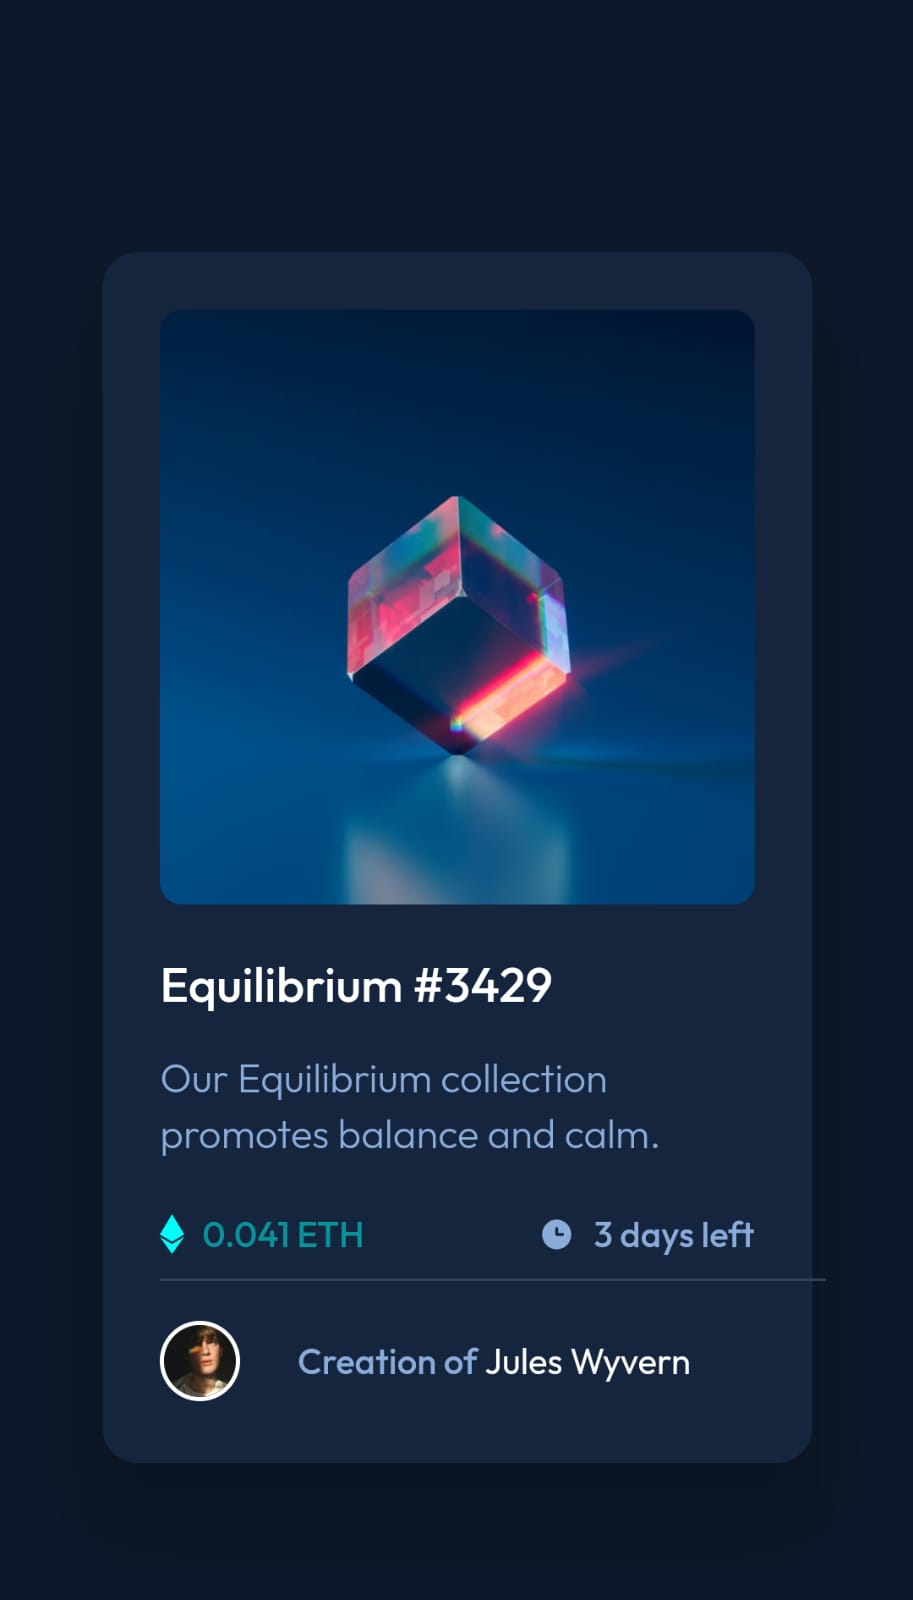 Equilibrium #3429
Our Equilibrium collection
promotes balance and calm.
0.041 ETH
3 days left
Creation of Jules Wyvern